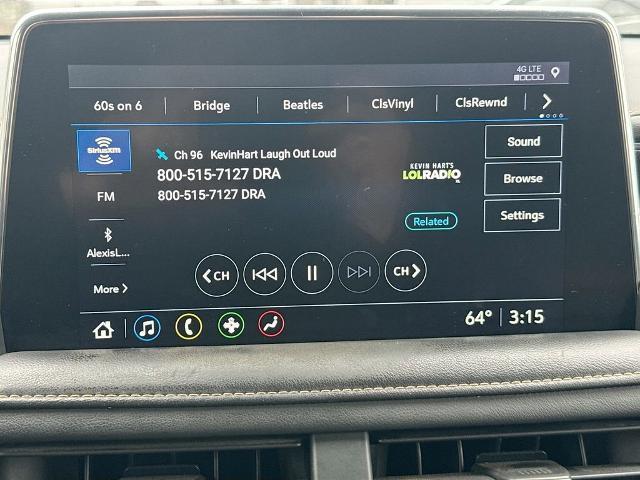 4G LTE
60s on 6 Bridge Beatles ClsVinyl ClsRewnd
SiriusXM
Ch 96 KevinHart Laugh Out Loud
800-515-7127 DRA
800-515-7127 DRA
KEVIN HART'S
LOLRADIO
Related
Sound
Browse
Settings
FM
AlexisL...
More
CH
CH
64° 3:15